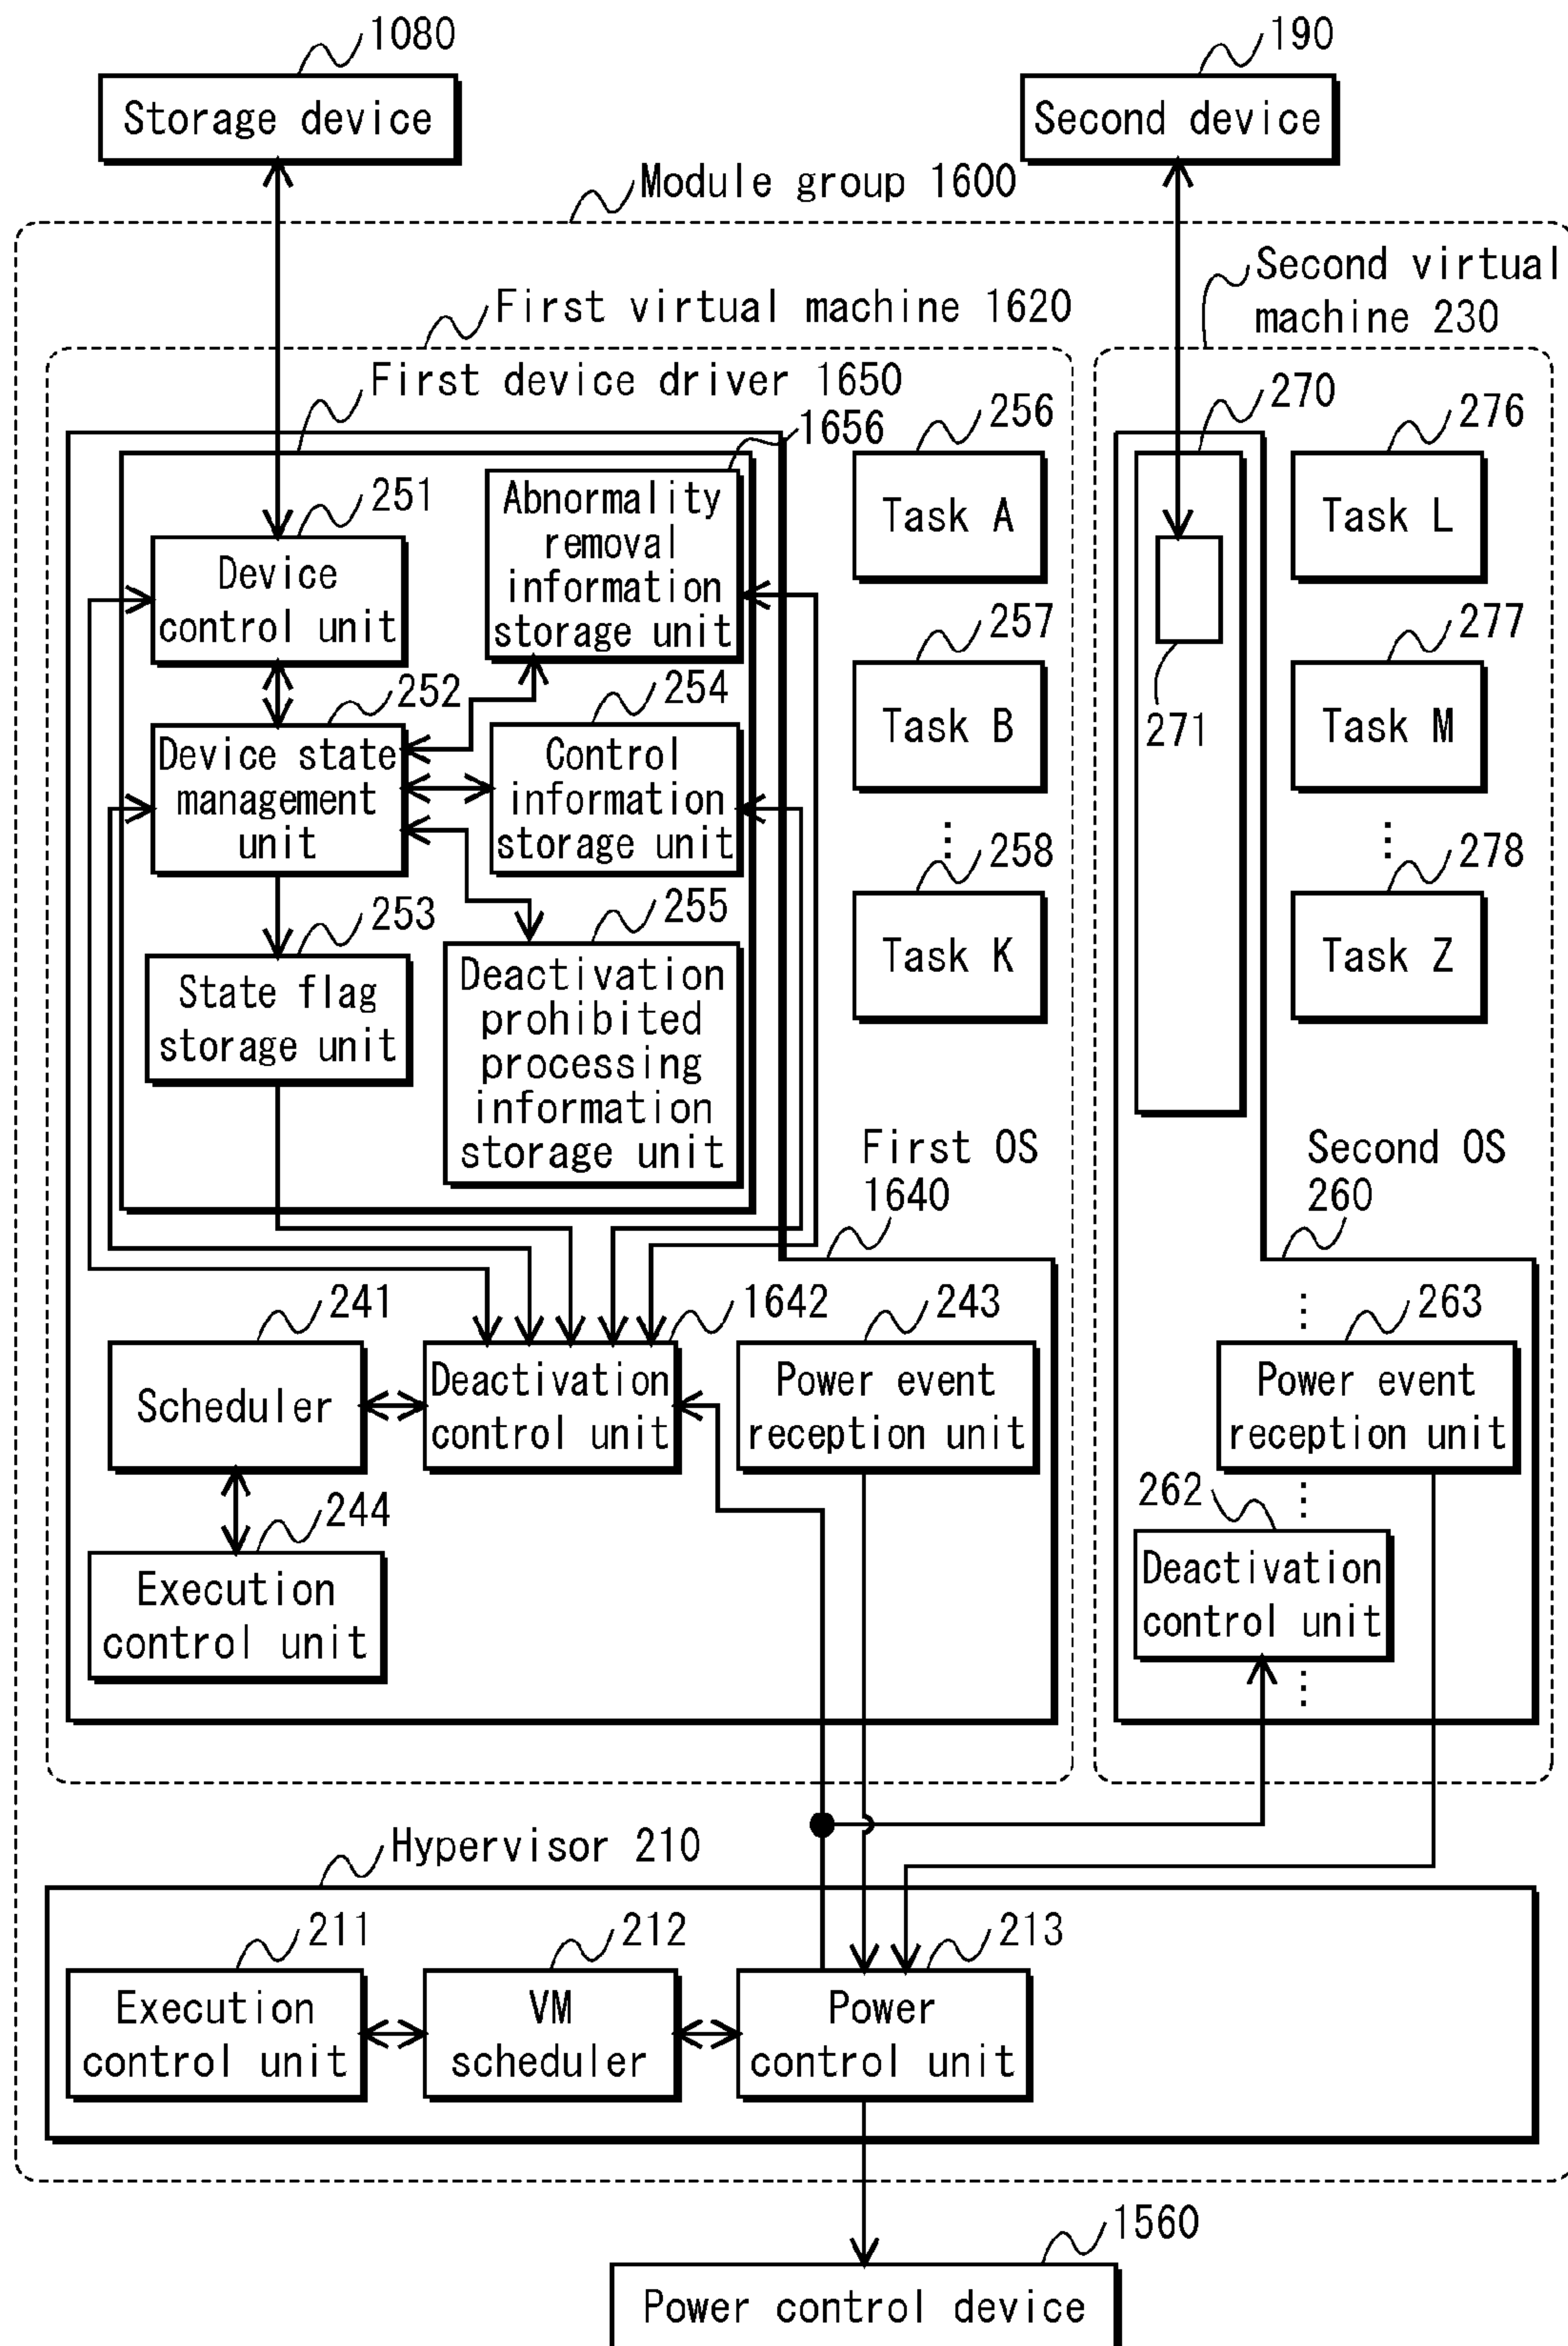 1080
190
Storage device
Second device
Module group 1600
Second virtual
machine 230
First virtual machine 1620
First device driver 1650
1656
256
270
276
251
Abnormality
removal
information
storage unit
Task A
Task L
Device
control unit
257
277
252
254
271
Device state
management
unit
Control
information
storage unit
Task B
Task M
⋮
⋮
258
278
253
255
Task K
Task Z
State flag
storage unit
Deactivation
prohibited
processing
information
storage unit
First OS
1640
Second OS
260
241
1642
243
⋮
263
Scheduler
Deactivation
control unit
Power event
reception unit
Power event
reception unit
244
262
⋮
Execution
control unit
Deactivation
control unit
⋮
Hypervisor 210
211
212
213
Execution
control unit
VM
scheduler
Power
control unit
1560
Power control device